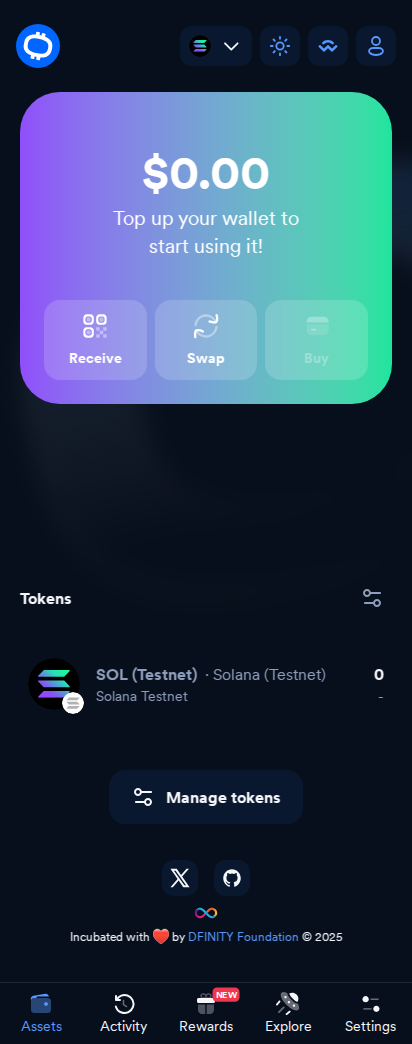 $0.00
Top up your wallet to
start using it!
Receive
Swap
Buy
Tokens
SOL (Testnet) · Solana (Testnet)
0
Solana Testnet
-
Manage tokens
Incubated with ❤️ by DFINITY Foundation © 2025
NEW
Assets
Activity
Rewards
Explore
Settings